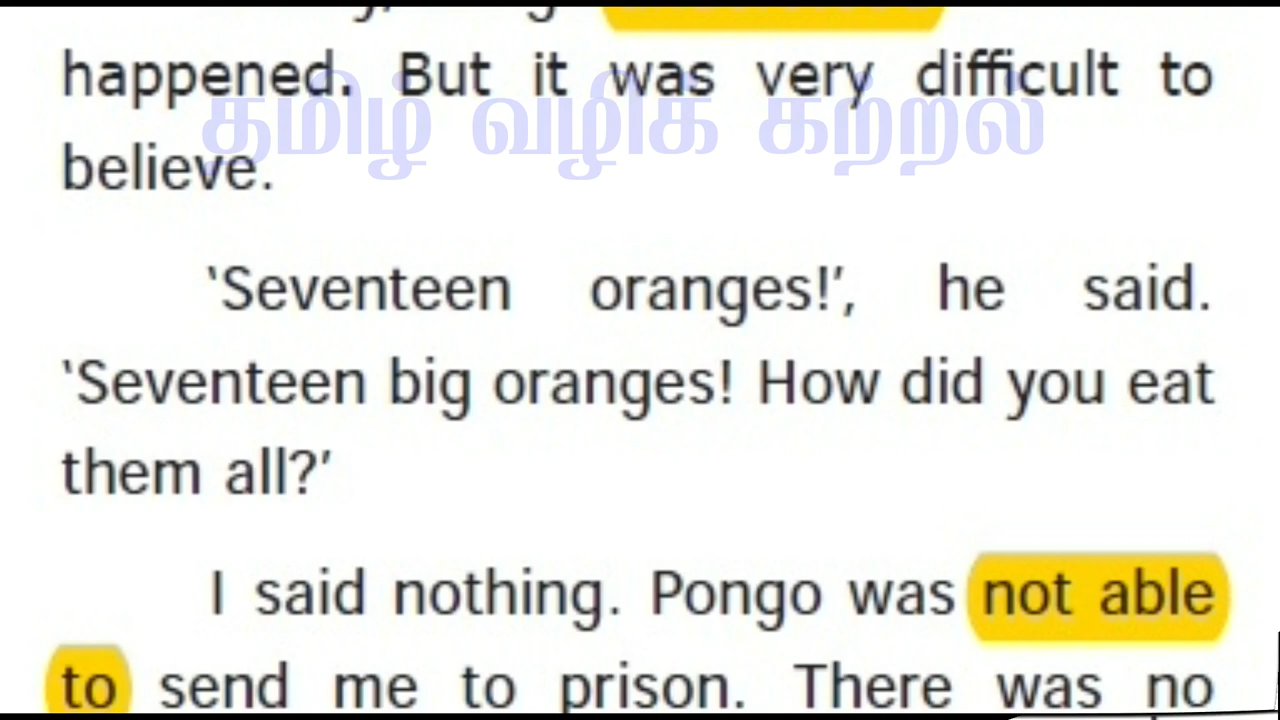 happened. But it was very difficult to
தமிழ் வழிக் கற்றல்
believe.
‘Seventeen oranges!’, he said.
‘Seventeen big oranges! How did you eat
them all?’
I said nothing. Pongo was not able
to send me to prison. There was no